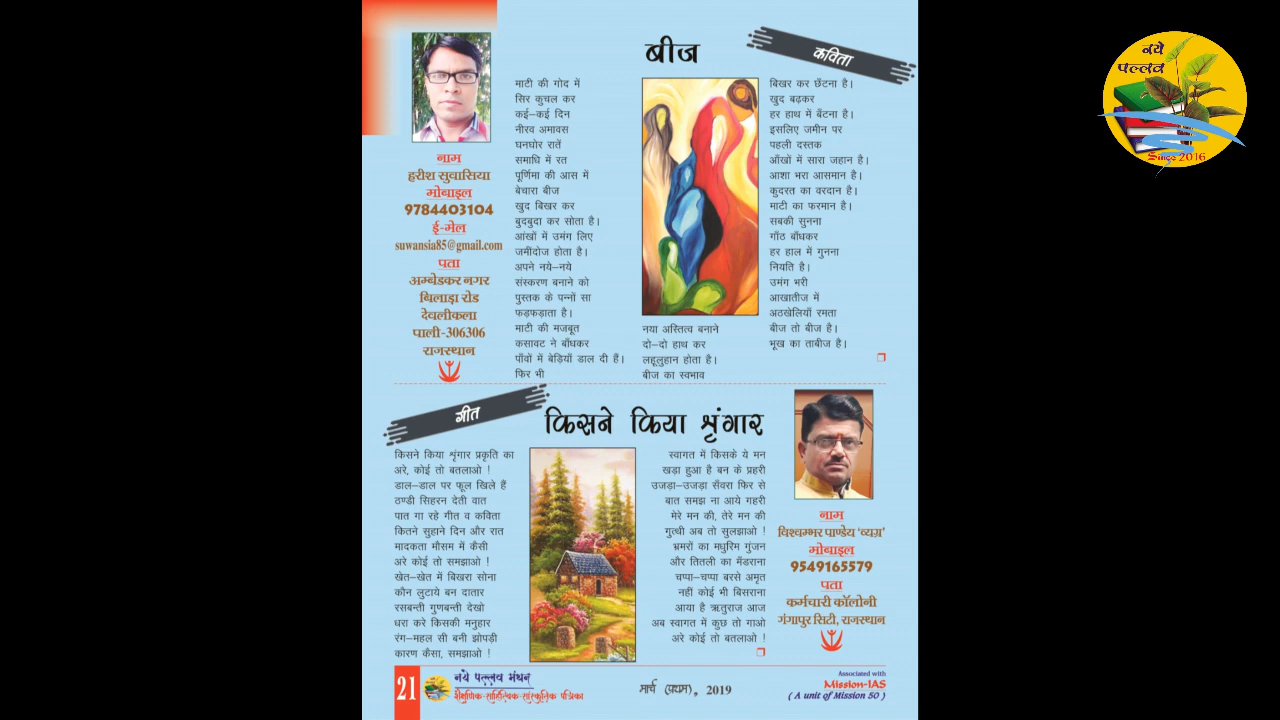 बीज
कविता
नाम
हरीश सुवासिया
मोबाइल
9784403104
ई-मेल
suwansia85@gmail.com
पता
अम्बेडकर नगर
बिलाड़ा रोड
देवलीकला
पाली-306306
राजस्थान
माटी की गोद में
सिर कुचल कर
कई–कई दिन
नीरव अमावस
घनघोर रातें
समाधि में रत
पूर्णिमा की आस में
बेचारा बीज
खुद बिखर कर
बुदबुदा कर सोता है।
आंखों में उमंग लिए
जमींदोज होता है।
अपने नये–नये
संस्करण बनाने को
पुस्तक के पन्नों सा
फड़फड़ाता है।
माटी की मजबूत
कसावट ने बाँधकर
पाँवों में बेड़ियाँ डाल दी हैं।
फिर भी
नया अस्तित्व बनाने
दो–दो हाथ कर
लहूलुहान होता है।
बीज का स्वभाव
बिखर कर छँटना है।
खुद बढ़कर
हर हाथ में बँटना है।
इसलिए जमीन पर
पहली दस्तक
आँखों में सारा जहान है।
आशा भरा आसमान है।
कुदरत का वरदान है।
माटी का फरमान है।
सबकी सुनना
गाँठ बाँधकर
हर हाल में गुनना
नियति है।
उमंग भरी
आखातीज में
अठखेलियाँ रमता
बीज तो बीज है।
भूख का ताबीज है।
गीत
किसने किया श्रृंगार
किसने किया श्रृंगार प्रकृति का
अरे, कोई तो बतलाओ !
डाल–डाल पर फूल खिले हैं
ठण्डी सिहरन देती वात
पात गा रहे गीत व कविता
कितने सुहाने दिन और रात
मादकता मौसम में कैसी
अरे कोई तो समझाओ !
खेत–खेत में बिखरा सोना
कौन लुटाये बन दातार
रसबन्ती गुणबन्ती देखो
धरा करे किसकी मनुहार
रंग–महल सी बनी झोपड़ी
कारण कैसा, समझाओ !
स्वागत में किसके ये मन
खड़ा हुआ है बन के प्रहरी
उजड़ा–उजड़ा सँवरा फिर से
बात समझ ना आये गहरी
मेरे मन की, तेरे मन की
गुत्थी अब तो सुलझाओ !
भ्रमरों का मधुरिम गुंजन
और तितली का मँडराना
चप्पा–चप्पा बरसे अमृत
नहीं कोई भी बिसराना
आया है ऋतुराज आज
अब स्वागत में कुछ तो गाओ
अरे कोई तो बतलाओ !
नाम
विश्वम्भर पाण्डेय 'व्यग्र'
मोबाइल
9549165579
पता
कर्मचारी कॉलोनी
गंगापुर सिटी, राजस्थान
21
नये पल्लव मंथन
शैक्षणिक-साहित्यिक-सांस्कृतिक पत्रिका
मार्च (प्रथम), 2019
Associated with
Mission-IAS
( A unit of Mission 50 )
नये
पल्लव
Since 2016